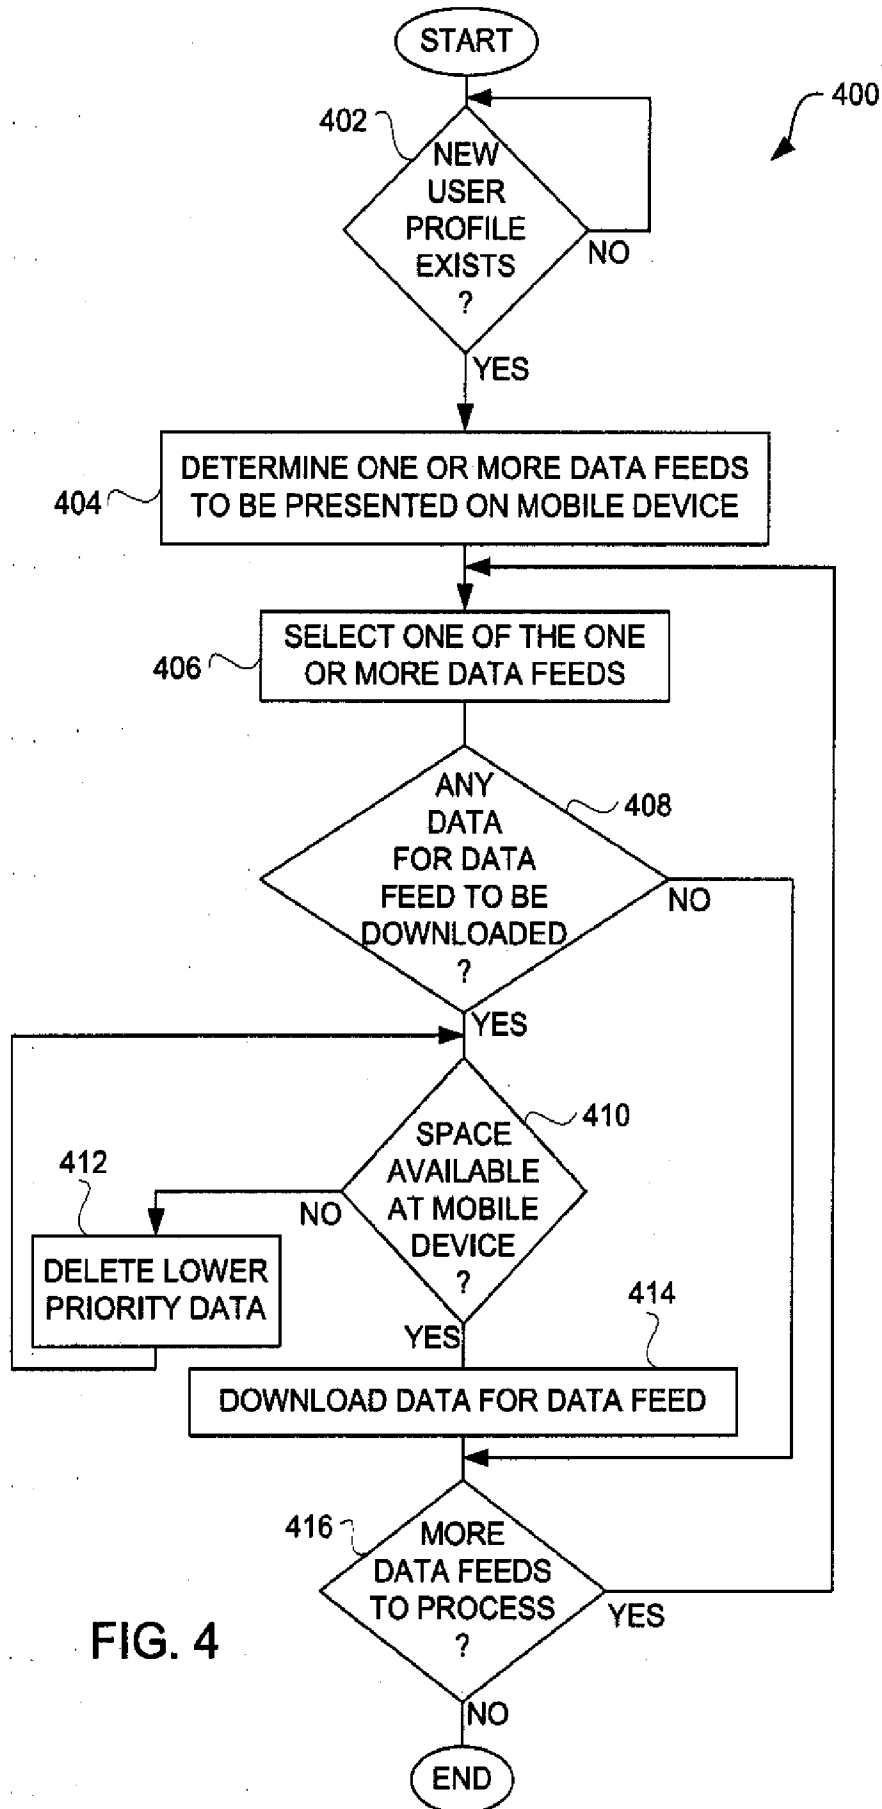 START
400
402
NEW
USER
PROFILE
EXISTS
?
NO
YES
404
DETERMINE ONE OR MORE DATA FEEDS
TO BE PRESENTED ON MOBILE DEVICE
406
SELECT ONE OF THE ONE
OR MORE DATA FEEDS
408
ANY
DATA
FOR DATA
FEED TO BE
DOWNLOADED
?
NO
YES
410
SPACE
AVAILABLE
AT MOBILE
DEVICE
?
NO
412
DELETE LOWER
PRIORITY DATA
YES
414
DOWNLOAD DATA FOR DATA FEED
416
MORE
DATA FEEDS
TO PROCESS
?
YES
NO
FIG. 4
END